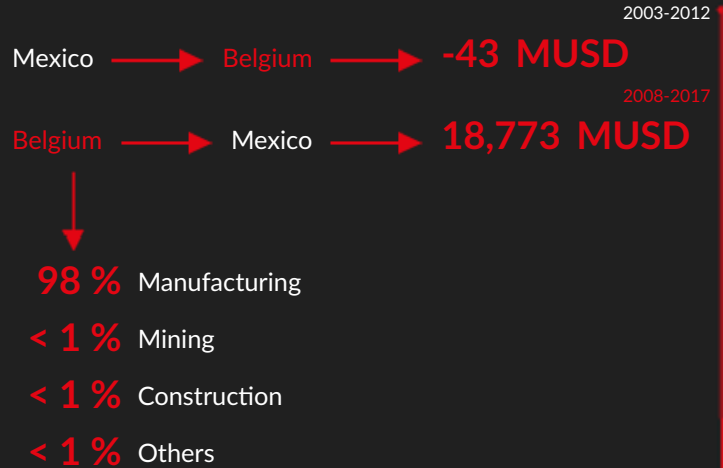 2003-2012
Mexico Belgium -43 MUSD
2008-2017
Belgium Mexico 18,773 MUSD
98 % Manufacturing
< 1 % Mining
< 1 % Construction
< 1 % Others